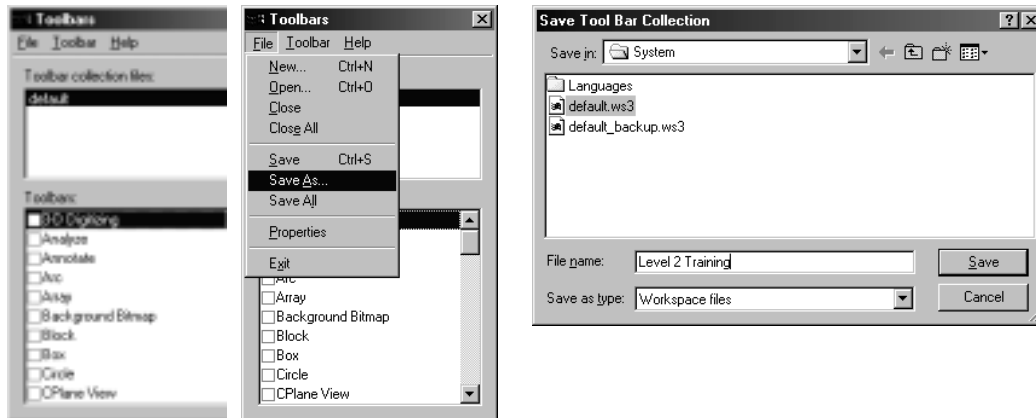 Toolbars
File Toolbar Help
Toolbar collection files:
default
Toolbars:
3-D Digitizing
Analyze
Annotate
Arc
Array
Background Bitmap
Block
Box
Circle
CPlane View
Toolbars
File Toolbar Help
New... Ctrl+N
Open... Ctrl+O
Close
Close All
Save Ctrl+S
Save As...
Save All
Properties
Exit
Arc
Array
Background Bitmap
Block
Box
Circle
CPlane View
Save Tool Bar Collection
Save in: System
Languages
default.ws3
default_backup.ws3
File name: Level 2 Training Save
Save as type: Workspace files Cancel